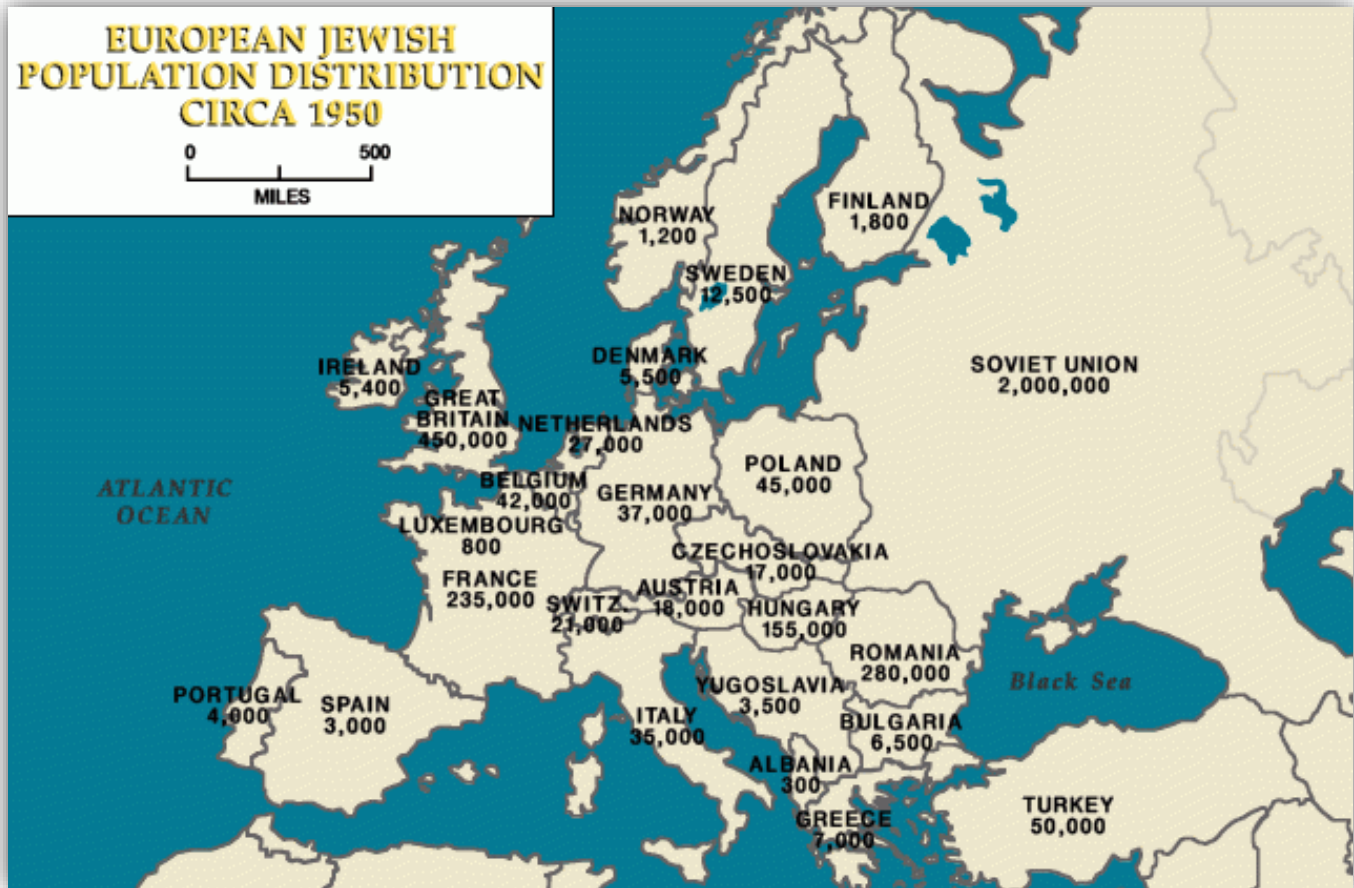 EUROPEAN JEWISH
POPULATION DISTRIBUTION
CIRCA 1950
0 500
MILES
NORWAY
1,200
FINLAND
1,800
SWEDEN
12,500
DENMARK
5,500
SOVIET UNION
2,000,000
IRELAND
5,400
GREAT
BRITAIN
450,000
NETHERLANDS
27,000
POLAND
45,000
BELGIUM
42,000
GERMANY
37,000
ATLANTIC
OCEAN
LUXEMBOURG
800
CZECHOSLOVAKIA
17,000
FRANCE
235,000
SWITZ.
21,000
AUSTRIA
18,000
HUNGARY
155,000
ROMANIA
280,000
Black Sea
PORTUGAL
4,000
SPAIN
3,000
ITALY
35,000
YUGOSLAVIA
3,500
BULGARIA
6,500
ALBANIA
300
GREECE
7,000
TURKEY
50,000